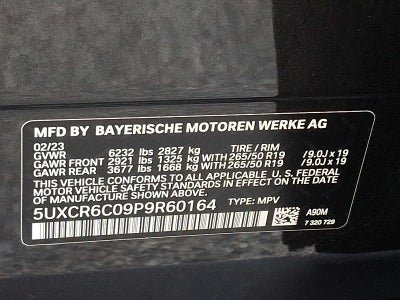 MFD BY BAYERISCHE MOTOREN WERKE AG
02/23 TIRE / RIM
GVWR 6232 lbs 2827 kg
GAWR FRONT 2921 lbs 1325 kg WITH 265/50 R19 / 9.0J x 19
GAWR REAR 3677 lbs 1668 kg WITH 265/50 R19 / 9.0J x 19
THIS VEHICLE CONFORMS TO ALL APPLICABLE U. S. FEDERAL
MOTOR VEHICLE SAFETY STANDARDS IN EFFECT ON THE DATE OF
MANUFACTURE SHOWN ABOVE.
5UXCR6C09P9R60164 TYPE: MPV
A90M
7 320 729